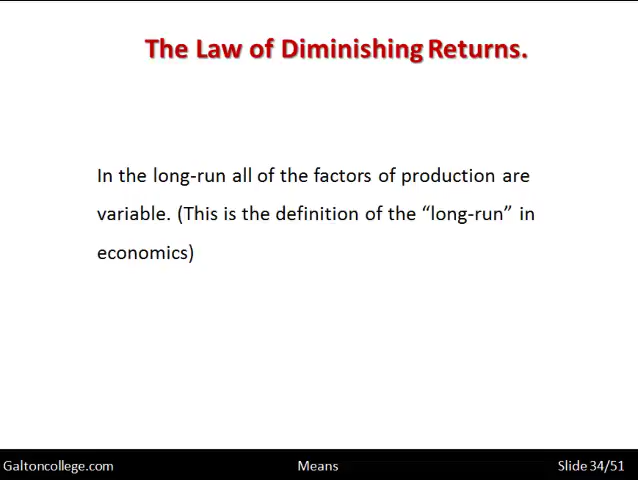 The Law of Diminishing Returns.
In the long-run all of the factors of production are
variable. (This is the definition of the “long-run” in
economics)
Galtoncollege.com Means Slide 34/51